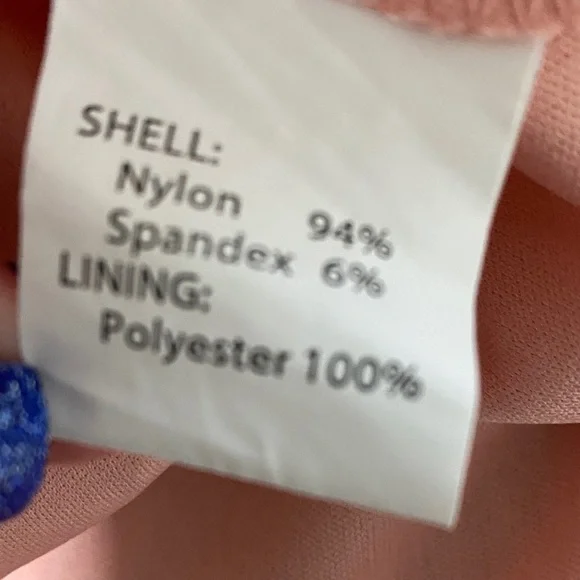 SHELL:
Nylon 94%
Spandex 6%
LINING:
Polyester 100%